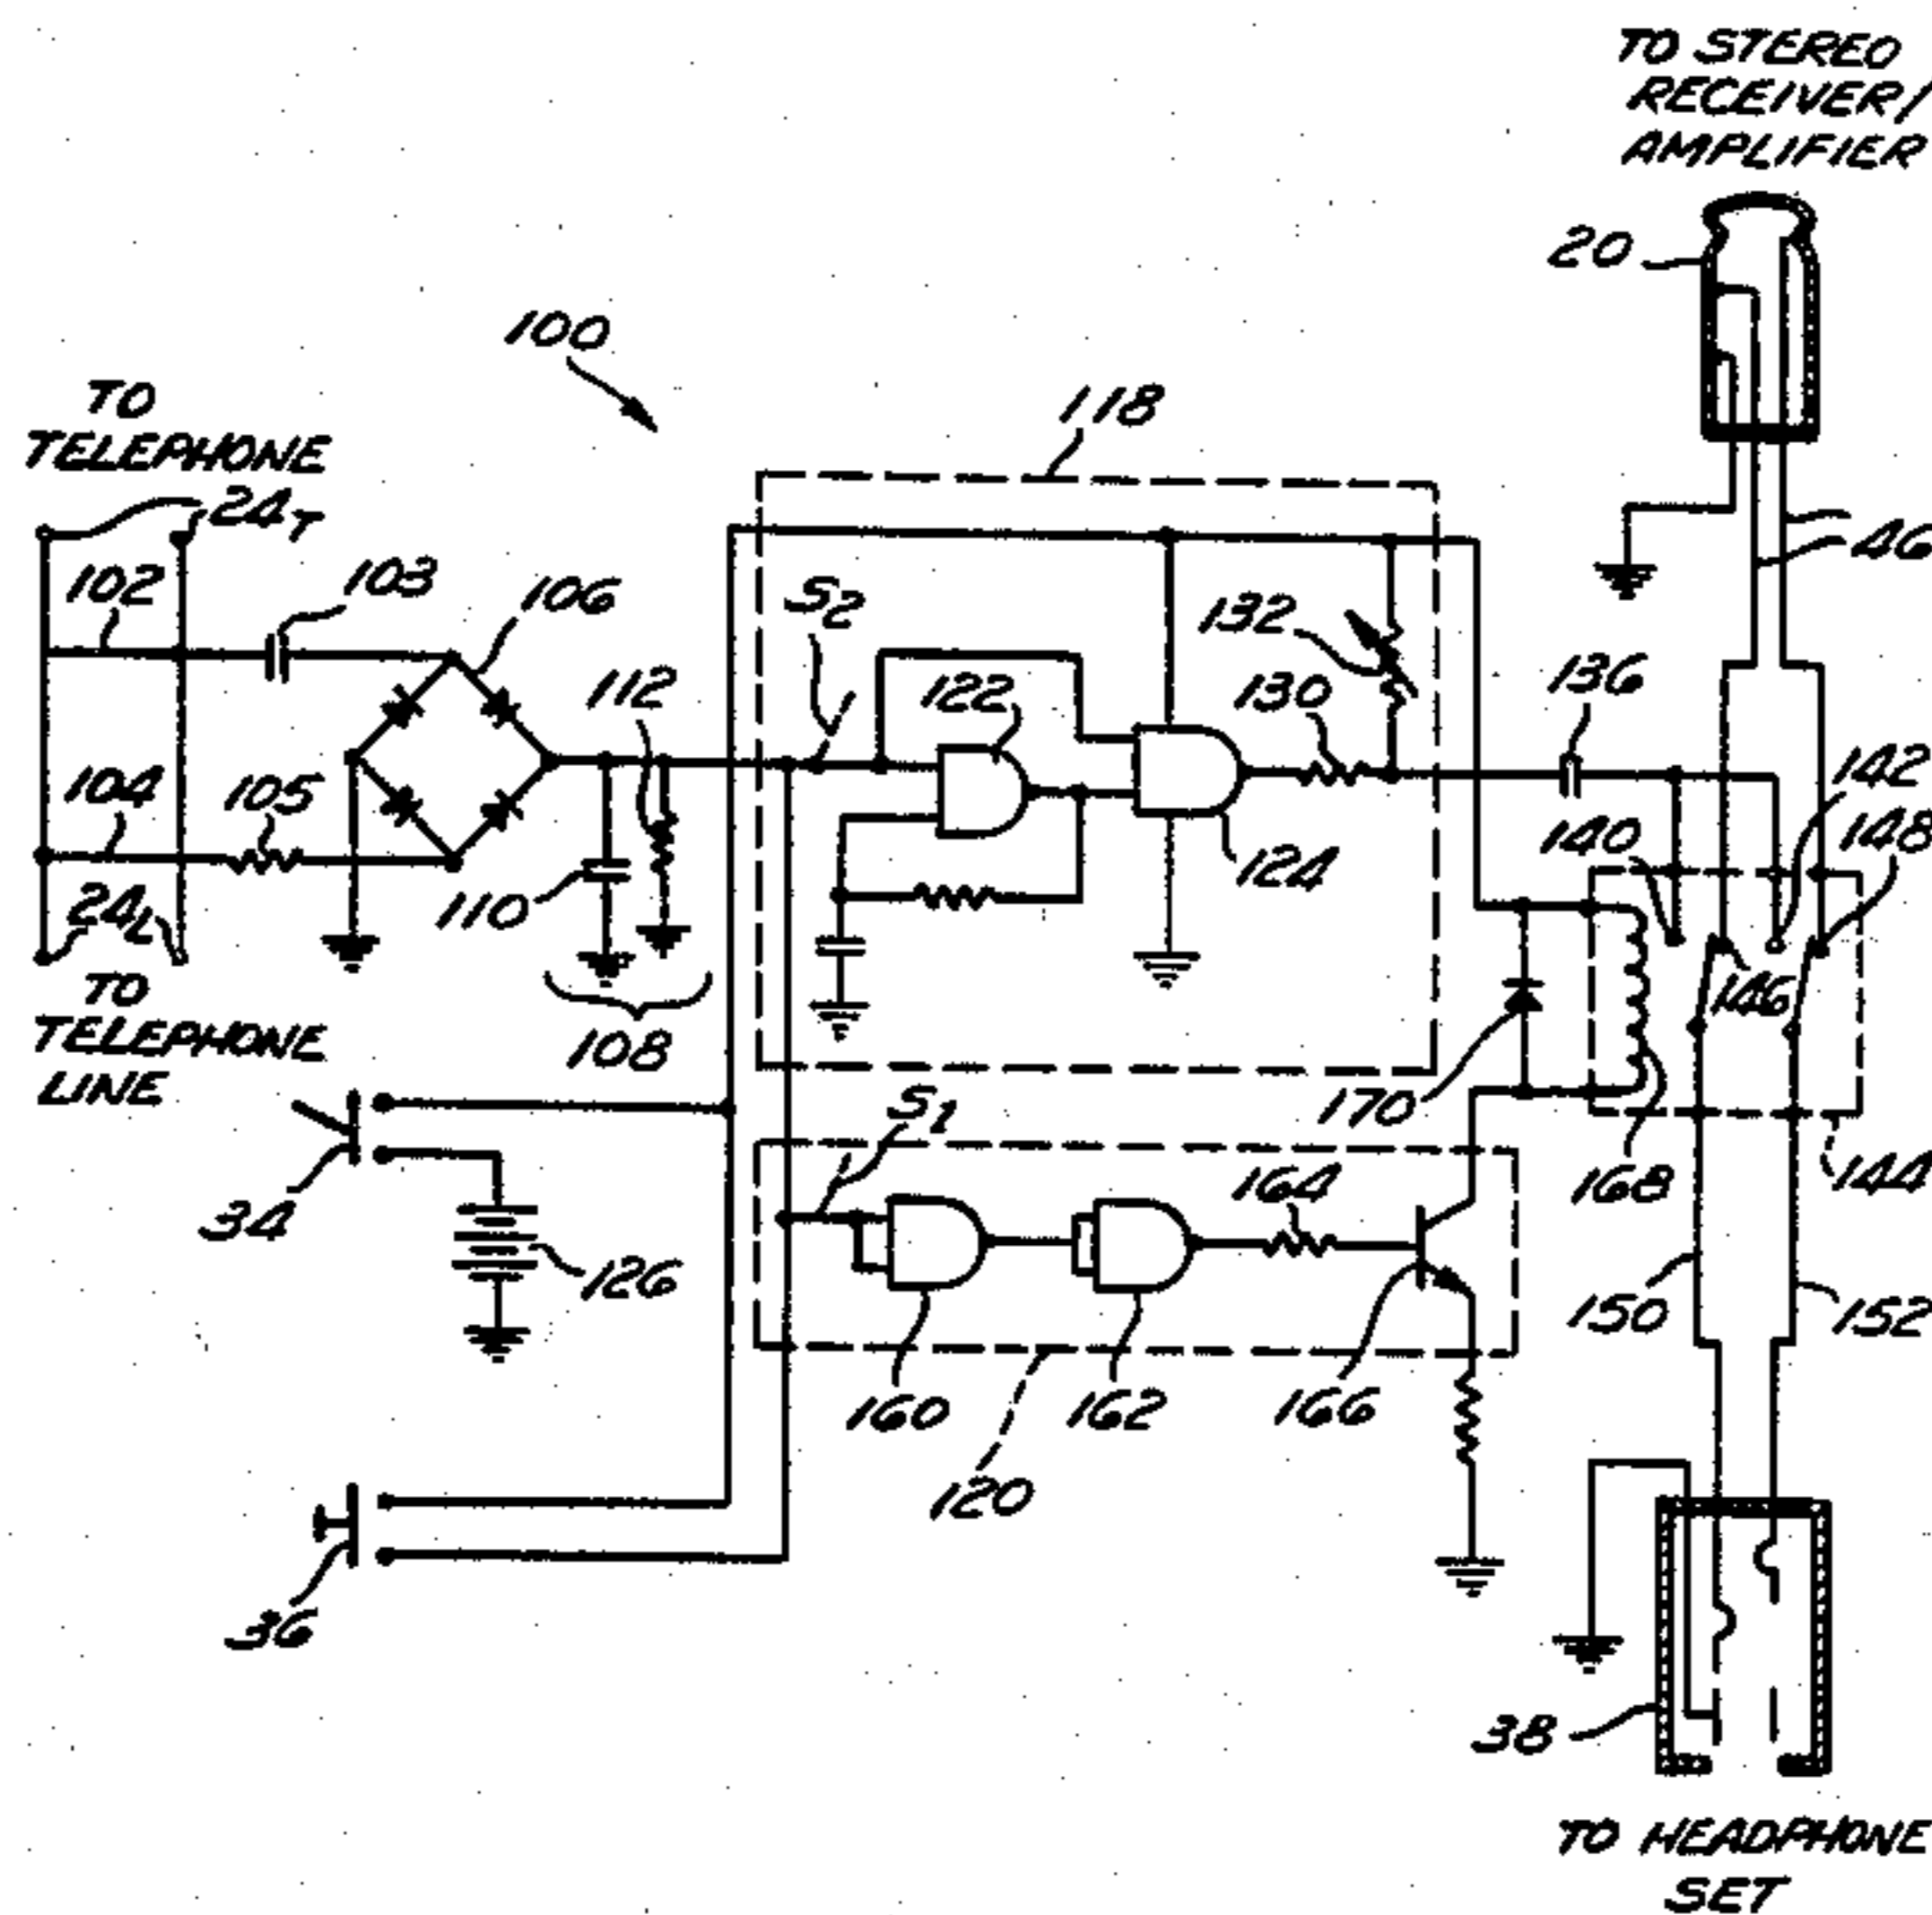 TO STEREO
RECEIVER/
AMPLIFIER
20
100
118
TO
TELEPHONE
24T
46
102
103
106
S2
132
112
122
130
136
142
104
105
140
148
110
124
24L
146
TO
TELEPHONE
LINE
108
170
S1
34
164
168
144
126
150
152
160
162
166
120
36
38
TO HEADPHONE
SET